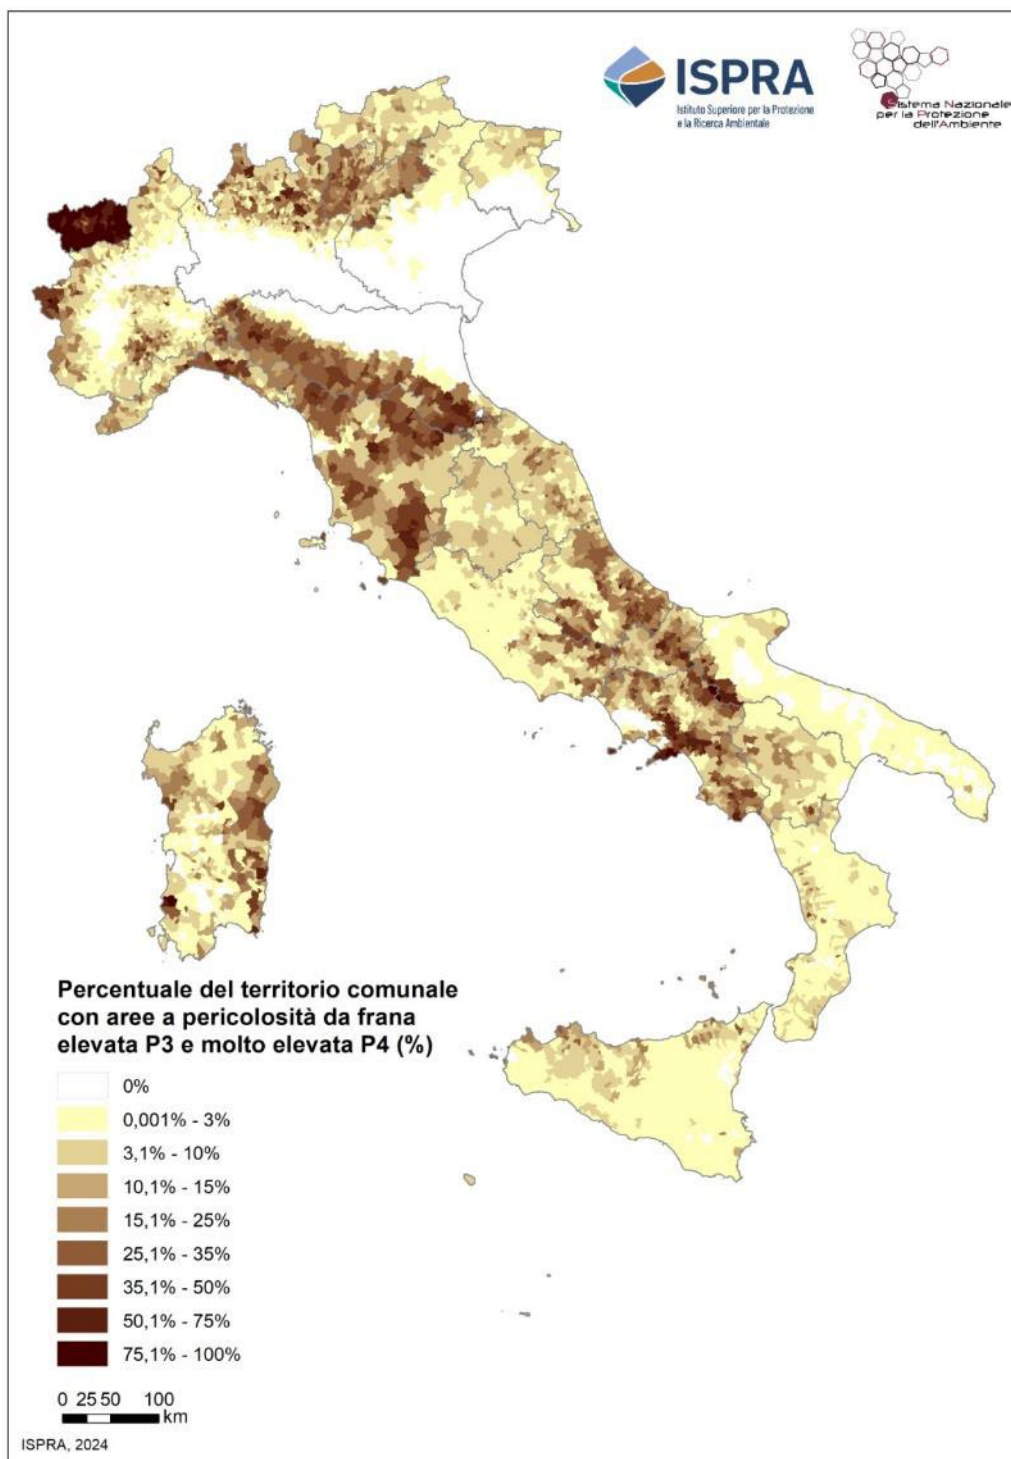 ISPRA
Istituto Superiore per la Protezione
e la Ricerca Ambientale
Sistema Nazionale
per la Protezione
dell'Ambiente
Percentuale del territorio comunale
con aree a pericolosità da frana
elevata P3 e molto elevata P4 (%)
0%
0,001% - 3%
3,1% - 10%
10,1% - 15%
15,1% - 25%
25,1% - 35%
35,1% - 50%
50,1% - 75%
75,1% - 100%
0 25 50 100
km
ISPRA, 2024